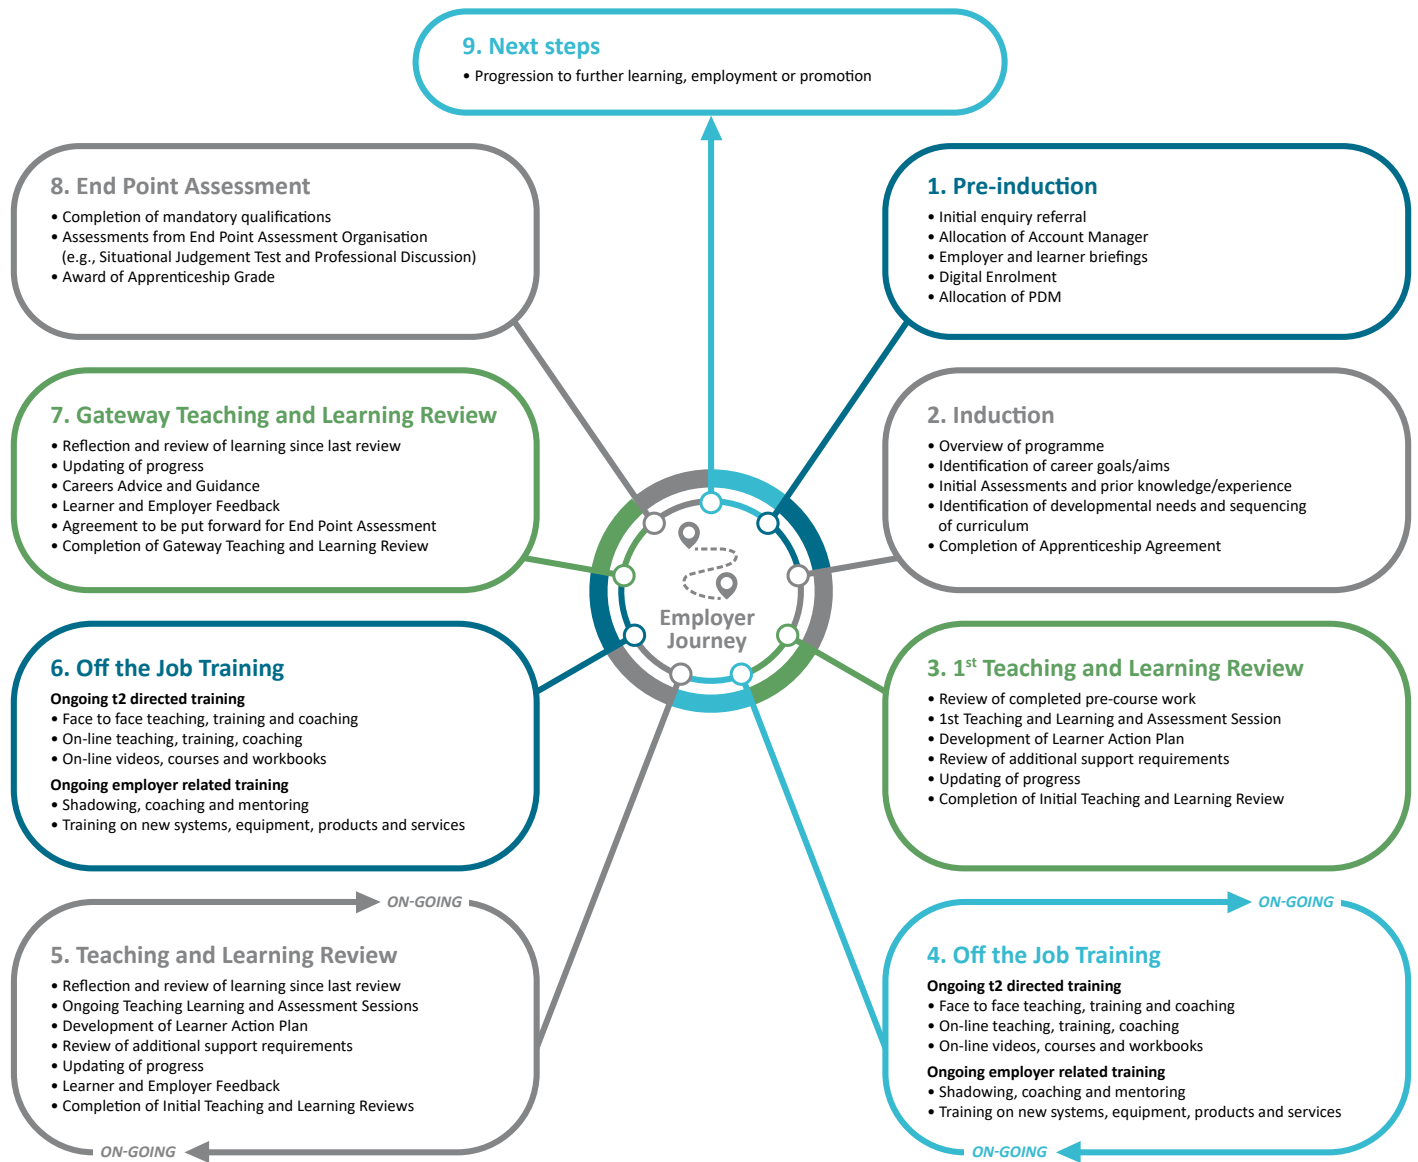 9. Next steps
• Progression to further learning, employment or promotion
8. End Point Assessment
• Completion of mandatory qualifications
• Assessments from End Point Assessment Organisation
(e.g., Situational Judgement Test and Professional Discussion)
• Award of Apprenticeship Grade
1. Pre-induction
• Initial enquiry referral
• Allocation of Account Manager
• Employer and learner briefings
• Digital Enrolment
• Allocation of PDM
7. Gateway Teaching and Learning Review
• Reflection and review of learning since last review
• Updating of progress
• Careers Advice and Guidance
• Learner and Employer Feedback
• Agreement to be put forward for End Point Assessment
• Completion of Gateway Teaching and Learning Review
2. Induction
• Overview of programme
• Identification of career goals/aims
• Initial Assessments and prior knowledge/experience
• Identification of developmental needs and sequencing
of curriculum
• Completion of Apprenticeship Agreement
Employer
Journey
6. Off the Job Training
Ongoing t2 directed training
• Face to face teaching, training and coaching
• On-line teaching, training, coaching
• On-line videos, courses and workbooks
Ongoing employer related training
• Shadowing, coaching and mentoring
• Training on new systems, equipment, products and services
3. 1st Teaching and Learning Review
• Review of completed pre-course work
• 1st Teaching and Learning and Assessment Session
• Development of Learner Action Plan
• Review of additional support requirements
• Updating of progress
• Completion of Initial Teaching and Learning Review
ON-GOING
5. Teaching and Learning Review
• Reflection and review of learning since last review
• Ongoing Teaching Learning and Assessment Sessions
• Development of Learner Action Plan
• Review of additional support requirements
• Updating of progress
• Learner and Employer Feedback
• Completion of Initial Teaching and Learning Reviews
ON-GOING
ON-GOING
4. Off the Job Training
Ongoing t2 directed training
• Face to face teaching, training and coaching
• On-line teaching, training, coaching
• On-line videos, courses and workbooks
Ongoing employer related training
• Shadowing, coaching and mentoring
• Training on new systems, equipment, products and services
ON-GOING